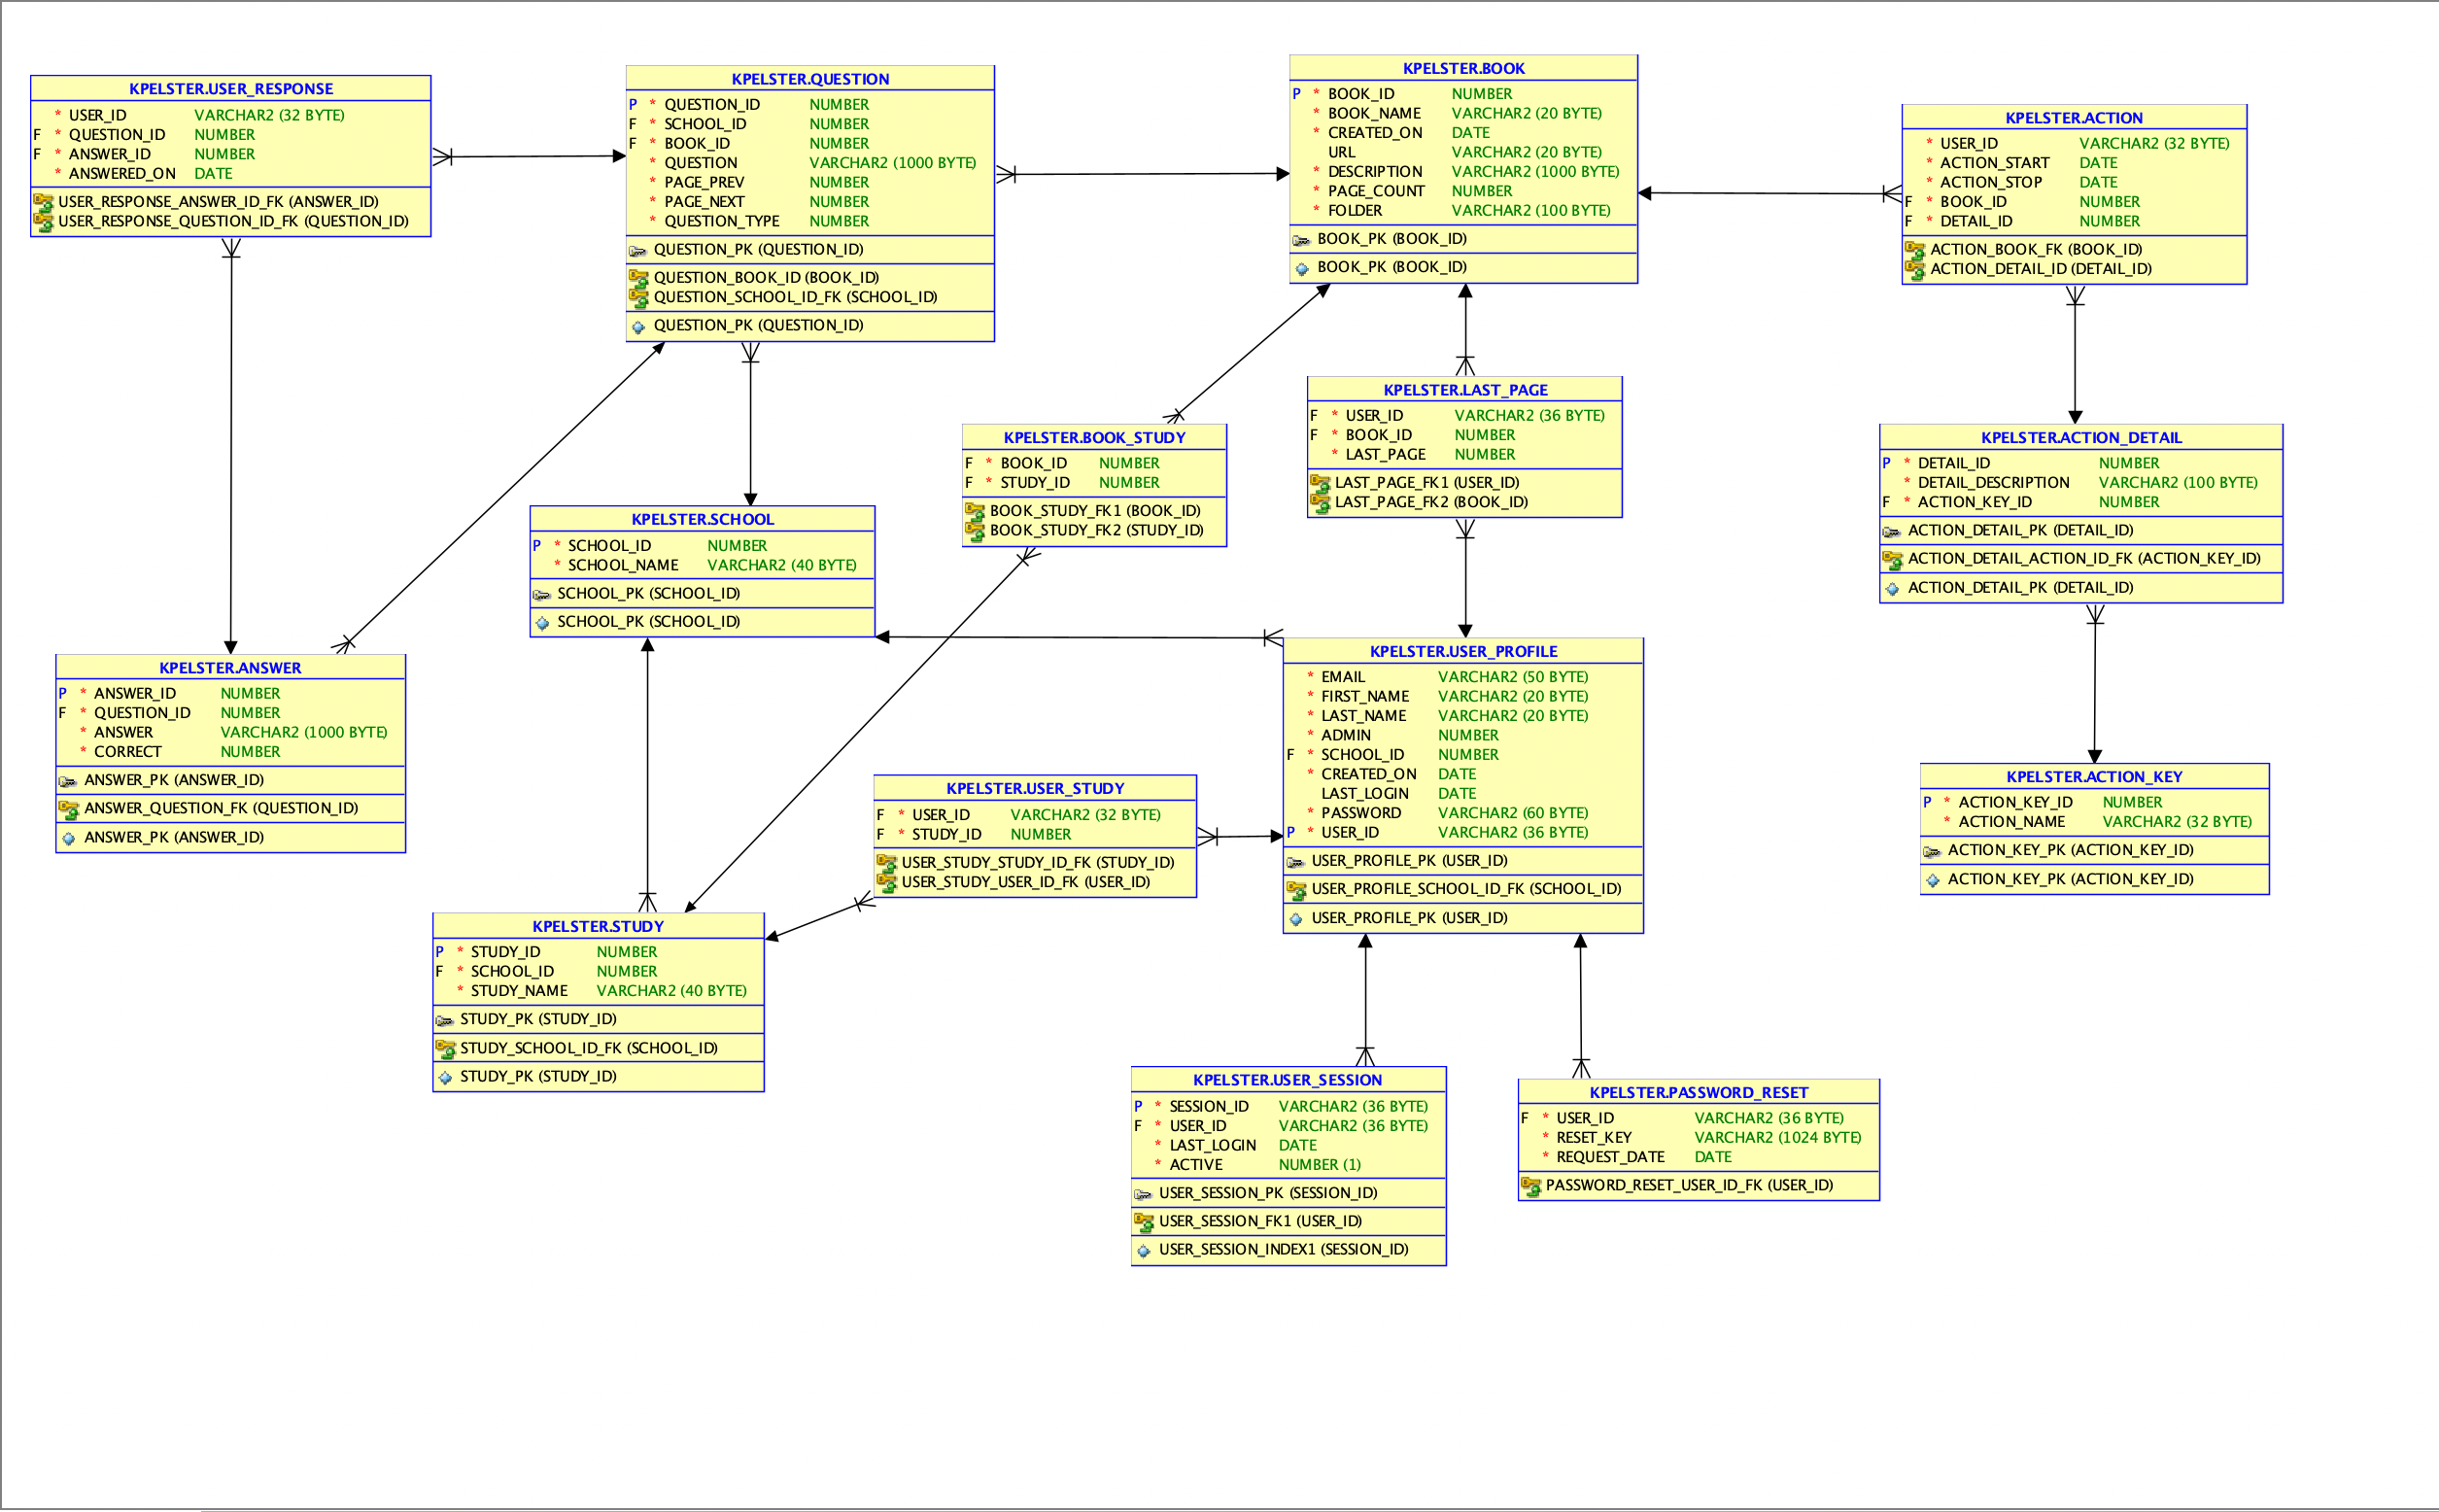 KPELSTER.USER_RESPONSE
* USER_ID VARCHAR2 (32 BYTE)
F * QUESTION_ID NUMBER
F * ANSWER_ID NUMBER
* ANSWERED_ON DATE
USER_RESPONSE_ANSWER_ID_FK (ANSWER_ID)
USER_RESPONSE_QUESTION_ID_FK (QUESTION_ID)
KPELSTER.QUESTION
P * QUESTION_ID NUMBER
F * SCHOOL_ID NUMBER
F * BOOK_ID NUMBER
* QUESTION VARCHAR2 (1000 BYTE)
* PAGE_PREV NUMBER
* PAGE_NEXT NUMBER
* QUESTION_TYPE NUMBER
QUESTION_PK (QUESTION_ID)
QUESTION_BOOK_ID (BOOK_ID)
QUESTION_SCHOOL_ID_FK (SCHOOL_ID)
QUESTION_PK (QUESTION_ID)
KPELSTER.BOOK
P * BOOK_ID NUMBER
* BOOK_NAME VARCHAR2 (20 BYTE)
* CREATED_ON DATE
URL VARCHAR2 (20 BYTE)
* DESCRIPTION VARCHAR2 (1000 BYTE)
* PAGE_COUNT NUMBER
* FOLDER VARCHAR2 (100 BYTE)
BOOK_PK (BOOK_ID)
BOOK_PK (BOOK_ID)
KPELSTER.ACTION
* USER_ID VARCHAR2 (32 BYTE)
* ACTION_START DATE
* ACTION_STOP DATE
F * BOOK_ID NUMBER
F * DETAIL_ID NUMBER
ACTION_BOOK_FK (BOOK_ID)
ACTION_DETAIL_ID (DETAIL_ID)
KPELSTER.LAST_PAGE
F * USER_ID VARCHAR2 (36 BYTE)
F * BOOK_ID NUMBER
* LAST_PAGE NUMBER
LAST_PAGE_FK1 (USER_ID)
LAST_PAGE_FK2 (BOOK_ID)
KPELSTER.BOOK_STUDY
F * BOOK_ID NUMBER
F * STUDY_ID NUMBER
BOOK_STUDY_FK1 (BOOK_ID)
BOOK_STUDY_FK2 (STUDY_ID)
KPELSTER.ACTION_DETAIL
P * DETAIL_ID NUMBER
* DETAIL_DESCRIPTION VARCHAR2 (100 BYTE)
F * ACTION_KEY_ID NUMBER
ACTION_DETAIL_PK (DETAIL_ID)
ACTION_DETAIL_ACTION_ID_FK (ACTION_KEY_ID)
ACTION_DETAIL_PK (DETAIL_ID)
KPELSTER.SCHOOL
P * SCHOOL_ID NUMBER
* SCHOOL_NAME VARCHAR2 (40 BYTE)
SCHOOL_PK (SCHOOL_ID)
SCHOOL_PK (SCHOOL_ID)
KPELSTER.ANSWER
P * ANSWER_ID NUMBER
F * QUESTION_ID NUMBER
* ANSWER VARCHAR2 (1000 BYTE)
* CORRECT NUMBER
ANSWER_PK (ANSWER_ID)
ANSWER_QUESTION_FK (QUESTION_ID)
ANSWER_PK (ANSWER_ID)
KPELSTER.USER_PROFILE
* EMAIL VARCHAR2 (50 BYTE)
* FIRST_NAME VARCHAR2 (20 BYTE)
* LAST_NAME VARCHAR2 (20 BYTE)
* ADMIN NUMBER
F * SCHOOL_ID NUMBER
* CREATED_ON DATE
LAST_LOGIN DATE
* PASSWORD VARCHAR2 (60 BYTE)
P * USER_ID VARCHAR2 (36 BYTE)
USER_PROFILE_PK (USER_ID)
USER_PROFILE_SCHOOL_ID_FK (SCHOOL_ID)
USER_PROFILE_PK (USER_ID)
KPELSTER.USER_STUDY
F * USER_ID VARCHAR2 (32 BYTE)
F * STUDY_ID NUMBER
USER_STUDY_STUDY_ID_FK (STUDY_ID)
USER_STUDY_USER_ID_FK (USER_ID)
KPELSTER.ACTION_KEY
P * ACTION_KEY_ID NUMBER
* ACTION_NAME VARCHAR2 (32 BYTE)
ACTION_KEY_PK (ACTION_KEY_ID)
ACTION_KEY_PK (ACTION_KEY_ID)
KPELSTER.STUDY
P * STUDY_ID NUMBER
F * SCHOOL_ID NUMBER
* STUDY_NAME VARCHAR2 (40 BYTE)
STUDY_PK (STUDY_ID)
STUDY_SCHOOL_ID_FK (SCHOOL_ID)
STUDY_PK (STUDY_ID)
KPELSTER.USER_SESSION
P * SESSION_ID VARCHAR2 (36 BYTE)
F * USER_ID VARCHAR2 (36 BYTE)
* LAST_LOGIN DATE
* ACTIVE NUMBER (1)
USER_SESSION_PK (SESSION_ID)
USER_SESSION_FK1 (USER_ID)
USER_SESSION_INDEX1 (SESSION_ID)
KPELSTER.PASSWORD_RESET
F * USER_ID VARCHAR2 (36 BYTE)
* RESET_KEY VARCHAR2 (1024 BYTE)
* REQUEST_DATE DATE
PASSWORD_RESET_USER_ID_FK (USER_ID)